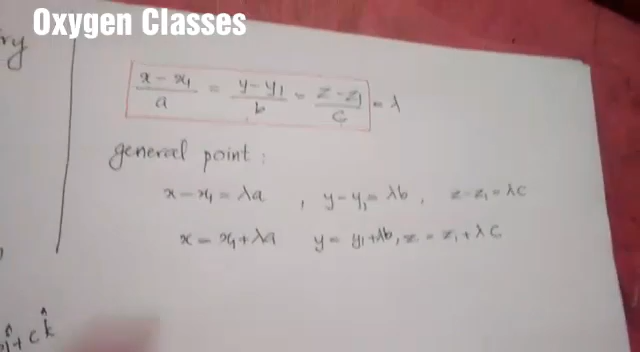 Oxygen Classes
ry
x - x₁ / a = y - y₁ / b = z - z₁ / c = λ
general point :
x - x₁ = λa , y - y₁ = λb , z - z₁ = λc
x = x₁ + λa y = y₁ + λb , z = z₁ + λc
j + c k̂